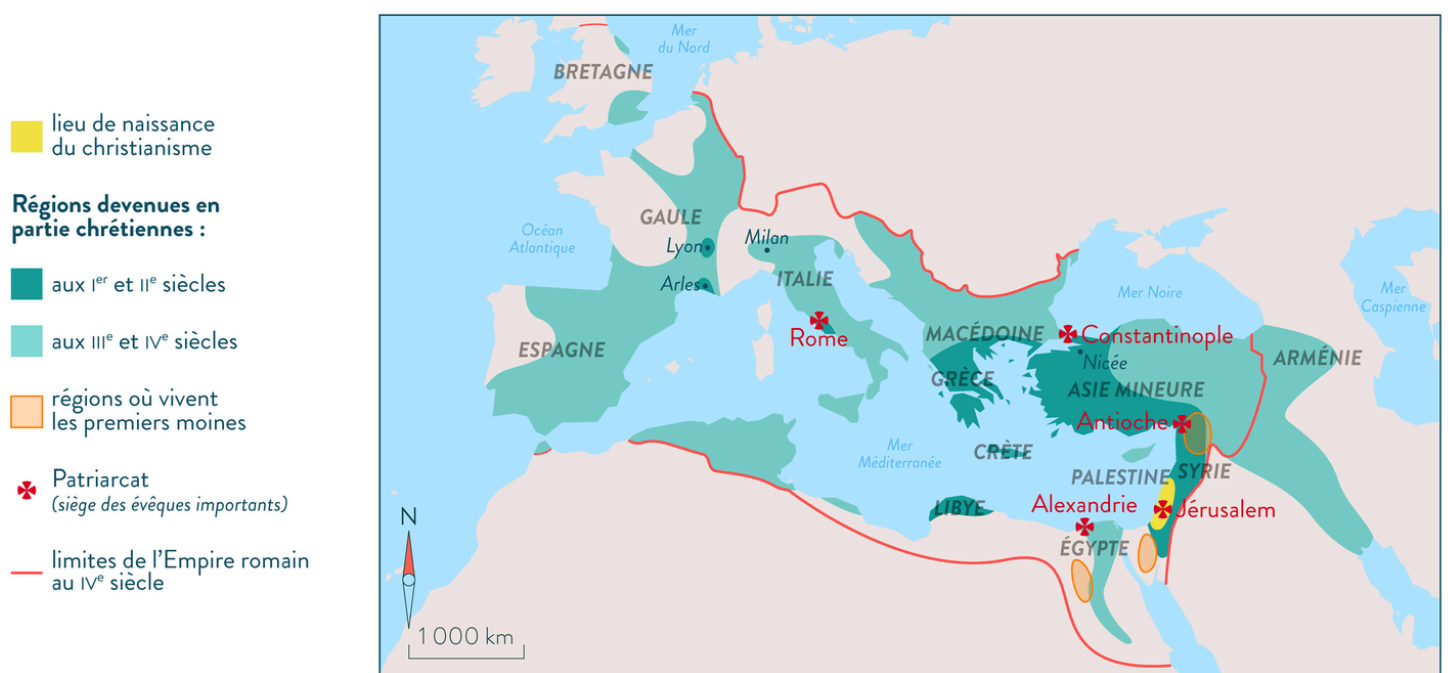 lieu de naissance
du christianisme
Régions devenues en
partie chrétiennes :
aux Ier et IIe siècles
aux IIIe et IVe siècles
régions où vivent
les premiers moines
Patriarcat
(siège des évêques importants)
limites de l'Empire romain
au IVe siècle
N
1 000 km
Mer
du Nord
BRETAGNE
Océan
Atlantique
GAULE
Lyon
Milan
Arles
ITALIE
Rome
ESPAGNE
Mer Noire
Mer
Caspienne
MACÉDOINE
Constantinople
Nicée
ARMÉNIE
GRÈCE
ASIE MINEURE
Antioche
Mer
Méditerranée
CRÈTE
PALESTINE
SYRIE
LIBYE
Alexandrie
Jérusalem
ÉGYPTE